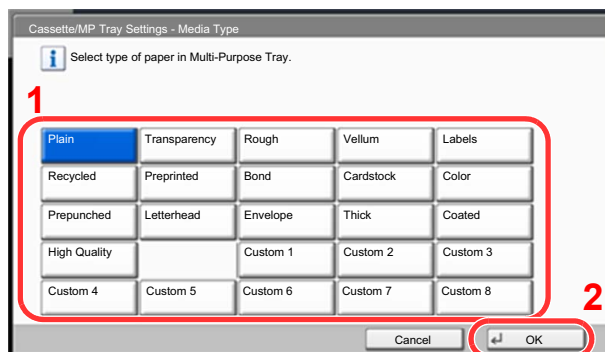 Cassette/MP Tray Settings - Media Type
Select type of paper in Multi-Purpose Tray.
1
Plain Transparency Rough Vellum Labels
Recycled Preprinted Bond Cardstock Color
Prepunched Letterhead Envelope Thick Coated
High Quality Custom 1 Custom 2 Custom 3
Custom 4 Custom 5 Custom 6 Custom 7 Custom 8
2
Cancel OK